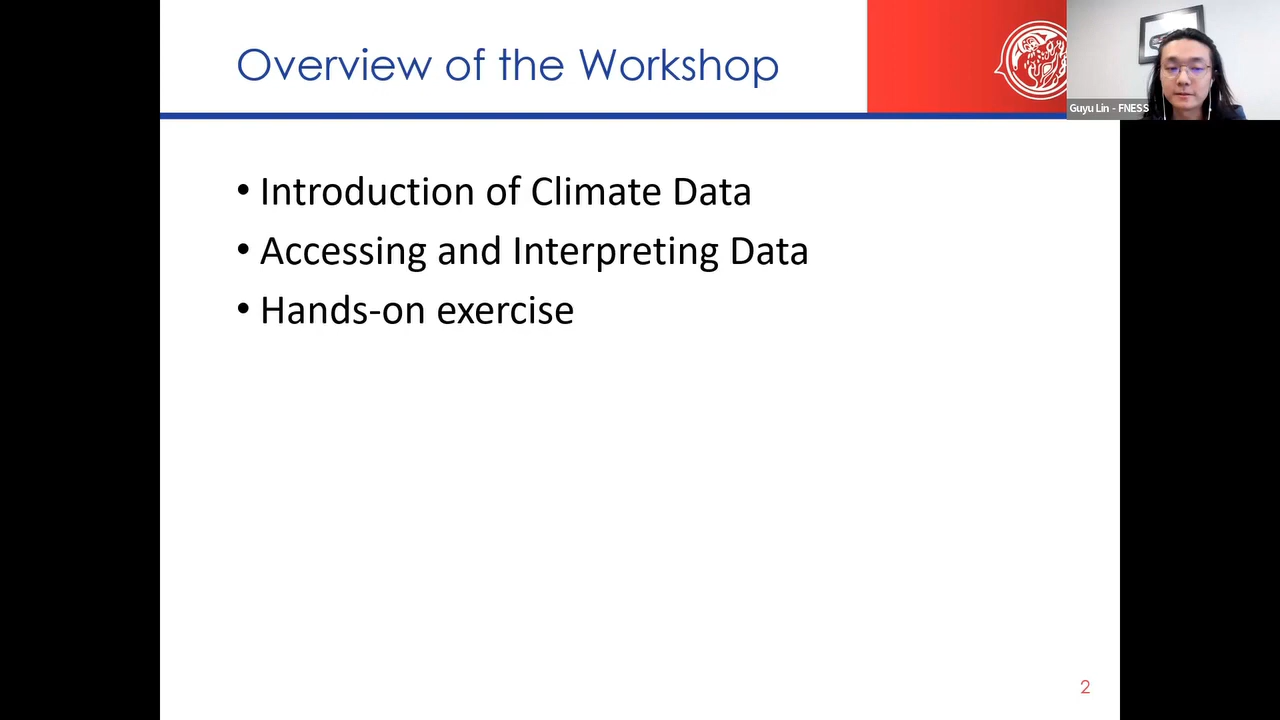 Overview of the Workshop
Guyu Lin - FNESS
• Introduction of Climate Data
• Accessing and Interpreting Data
• Hands-on exercise
2